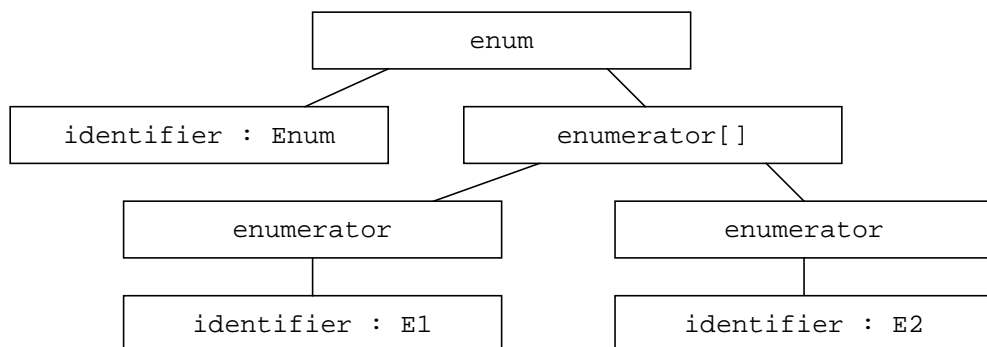 enum
identifier : Enum
enumerator[]
enumerator
enumerator
identifier : E1
identifier : E2